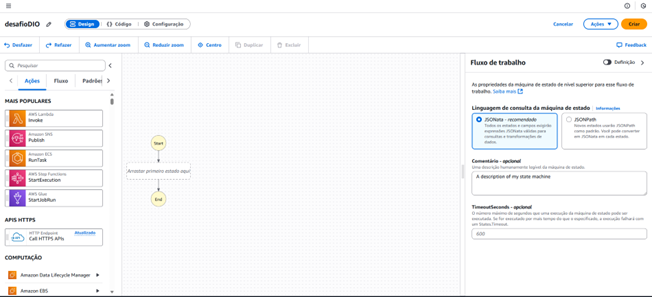 desafioDIO
Design
{} Código
Configuração
Cancelar
Ações
Criar
Desfazer
Refazer
Aumentar zoom
Reduzir zoom
Centro
Duplicar
Excluir
Feedback
Pesquisar
Ações
Fluxo
Padrões
MAIS POPULARES
AWS Lambda
Invoke
Amazon SNS
Publish
Amazon ECS
RunTask
AWS Step Functions
StartExecution
AWS Glue
StartJobRun
APIS HTTPS
HTTP Endpoint
Atualizado
Call HTTPS APIs
COMPUTAÇÃO
Amazon Data Lifecycle Manager
Amazon EBS
Start
Arrastar primeiro estado aqui
End
Fluxo de trabalho
Definição
As propriedades da máquina de estado de nível superior para esse fluxo de
trabalho. Saiba mais
Linguagem de consulta da máquina de estado
Informações
JSONata - recomendado
Todos os estados e campos exigirão
expressões JSONata válidas para
consultas e transformações de
dados.
JSONPath
Novos estados usarão JSONPath
como padrão. Você pode converter
em JSONata em cada estado.
Comentário - opcional
Uma descrição humanamente legível da máquina de estado.
A description of my state machine
TimeoutSeconds - opcional
O número máximo de segundos que uma execução da máquina de estado pode ser
executada. Se for executado por mais tempo do que o especificado, a execução falhará com
um States.Timeout.
600